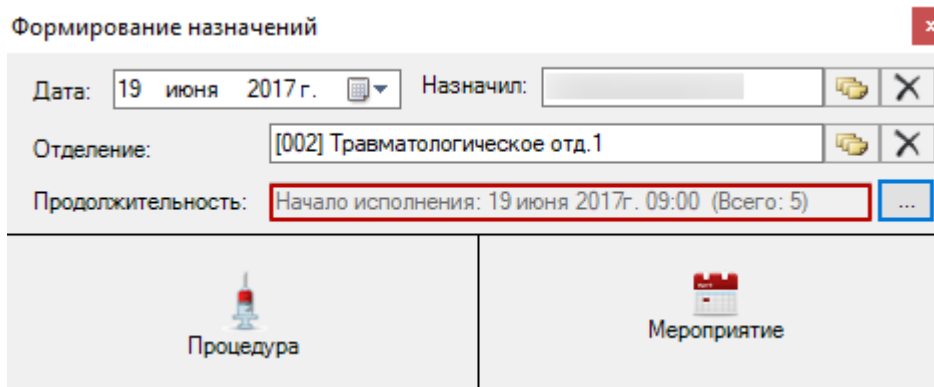 Формирование назначений
Дата: 19 июня 2017 г. Назначил:
Отделение: [002] Травматологическое отд.1
Продолжительность: Начало исполнения: 19 июня 2017г. 09:00 (Всего: 5) ...
Процедура
Мероприятие